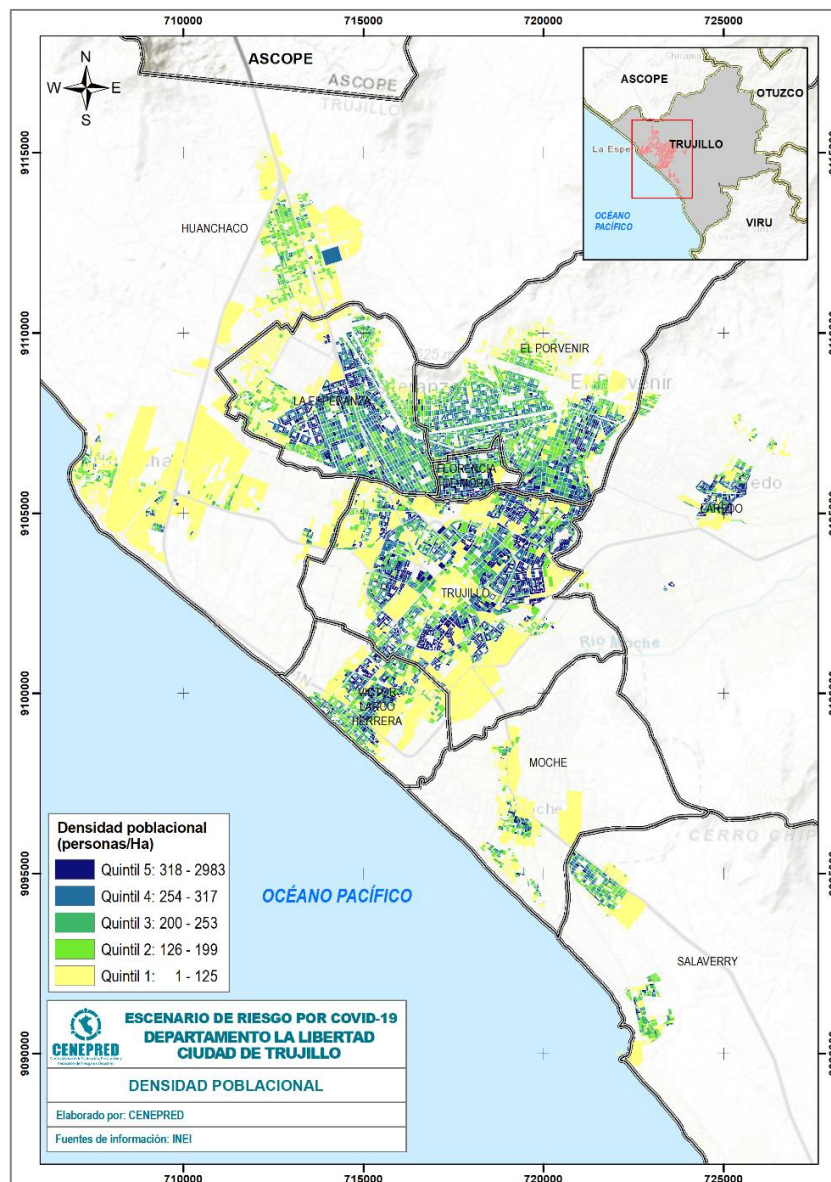 710000
715000
720000
725000
N
W
E
S
ASCOPE
ASCOPE
TRUJILLO
ASCOPE
OTUZCO
TRUJILLO
La Esper
OCÉANO
PACÍFICO
VIRU
9115000
HUANCHACO
9110000
EL PORVENIR
El Porvenir
LA ESPERANZA
FLORENCIA
DE MORA
9105000
LAREDO
TRUJILLO
Rio Moche
9100000
VICTOR
LARCO
HERRERA
MOCHE
CERRO CHIP
9095000
Densidad poblacional
(personas/Ha)
Quintil 5: 318 - 2983
Quintil 4: 254 - 317
Quintil 3: 200 - 253
Quintil 2: 126 - 199
Quintil 1: 1 - 125
OCÉANO PACÍFICO
SALAVERRY
9090000
CENEPRED
ESCENARIO DE RIESGO POR COVID-19
DEPARTAMENTO LA LIBERTAD
CIUDAD DE TRUJILLO
DENSIDAD POBLACIONAL
Elaborado por: CENEPRED
Fuentes de información: INEI
710000
715000
720000
725000